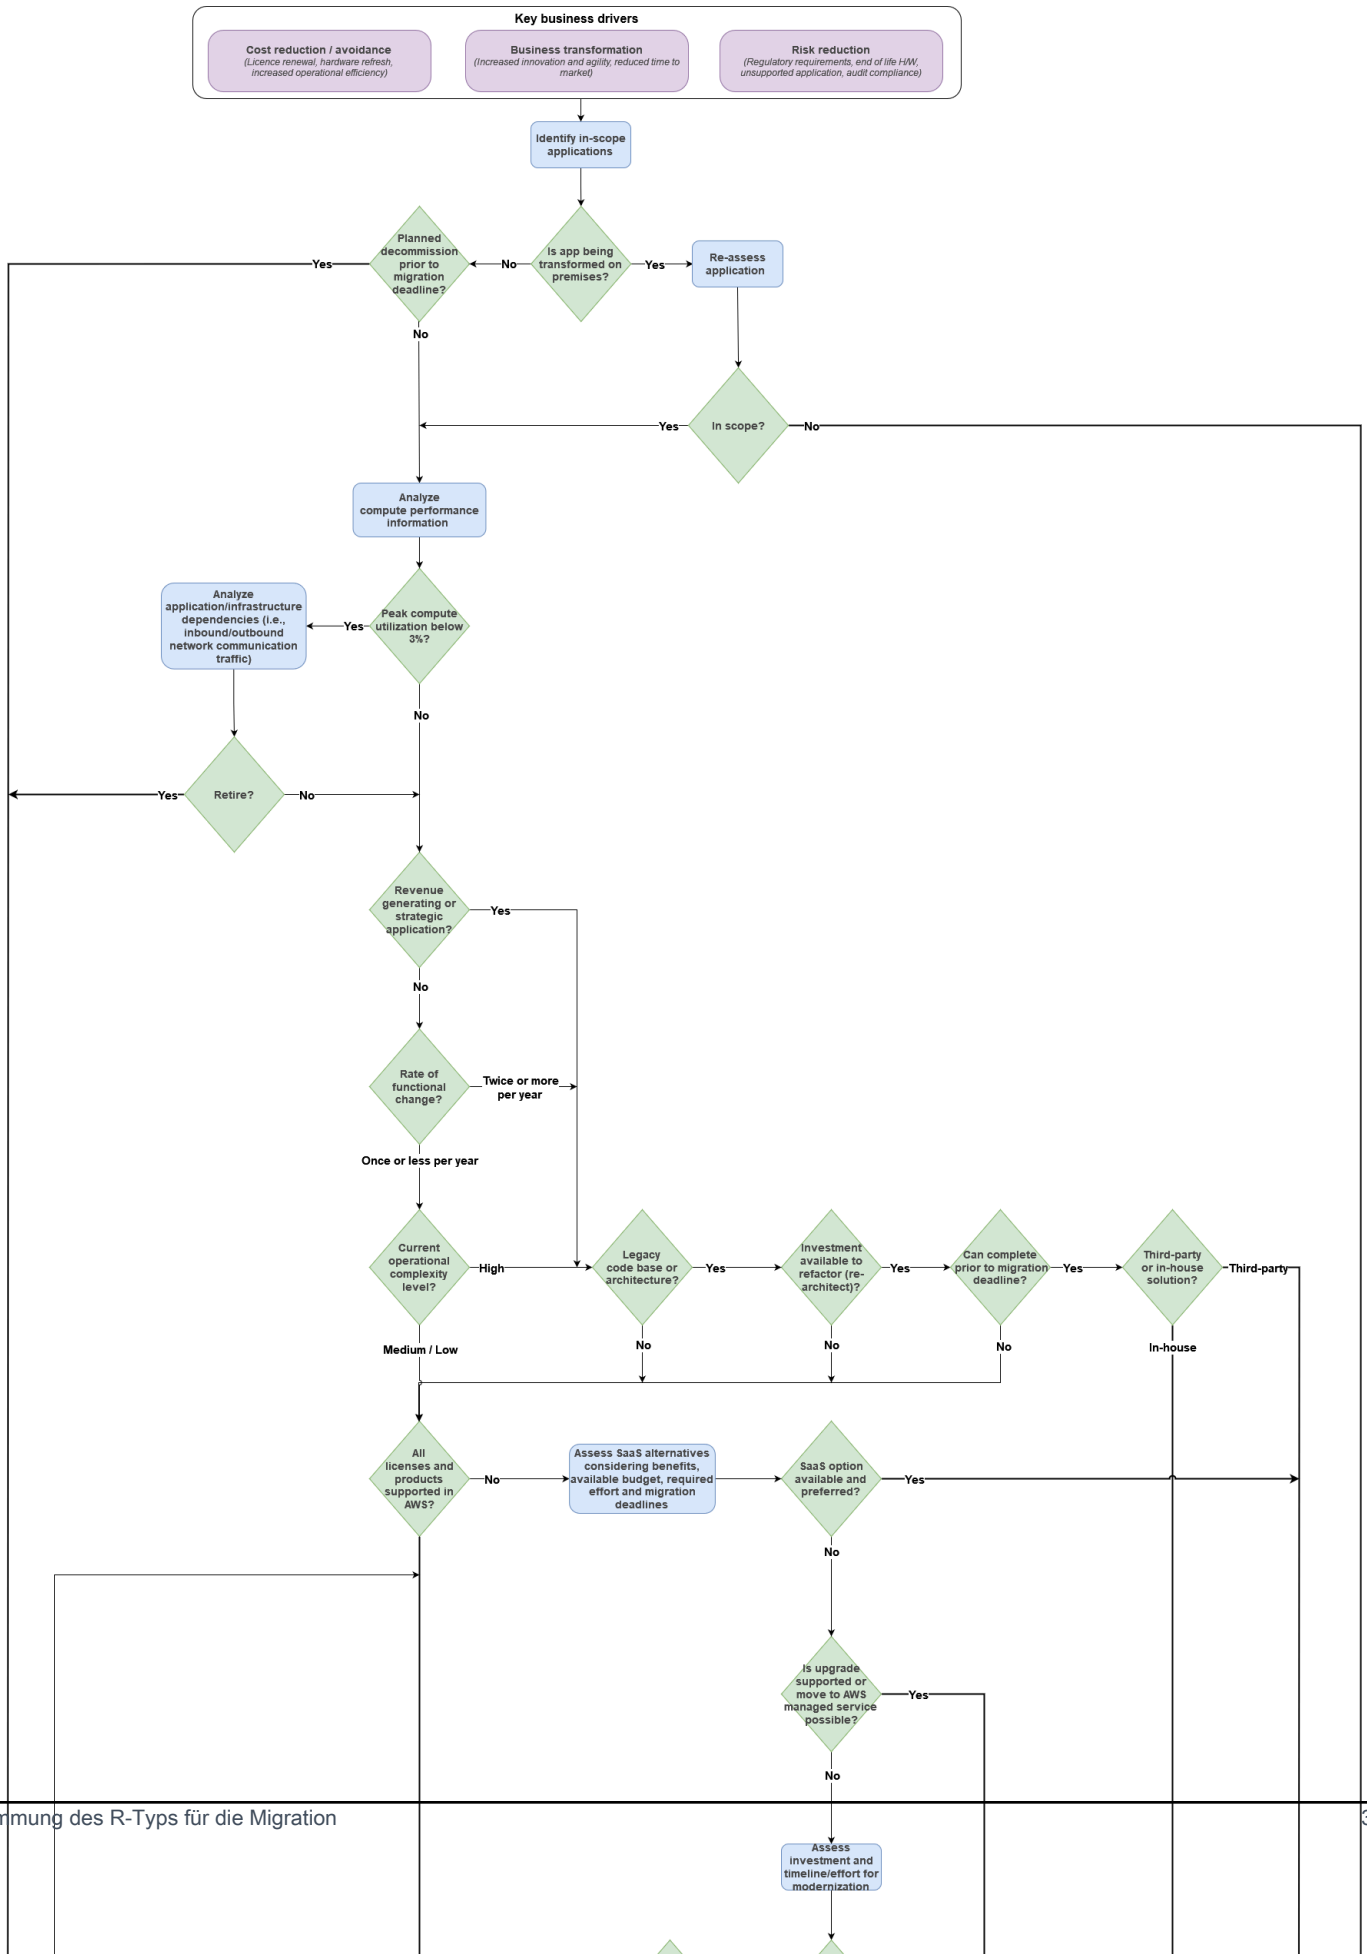 Key business drivers
Cost reduction / avoidance
(Licence renewal, hardware refresh,
increased operational efficiency)
Business transformation
(Increased innovation and agility, reduced time to
market)
Risk reduction
(Regulatory requirements, end of life H/W,
unsupported application, audit compliance)
Identify in-scope
applications
Planned
decommission
prior to
migration
deadline?
Yes
No
Is app being
transformed on
premises?
Yes
Re-assess
application
No
In scope?
Yes
No
Analyze
compute performance
information
Analyze
application/infrastructure
dependencies (i.e.,
inbound/outbound
network communication
traffic)
Yes
Peak compute
utilization below
3%?
No
Yes
Retire?
No
Revenue
generating or
strategic
application?
Yes
No
Rate of
functional
change?
Twice or more
per year
Once or less per year
Current
operational
complexity
level?
High
Legacy
code base or
architecture?
Yes
Investment
available to
refactor (re-
architect)?
Yes
Can complete
prior to migration
deadline?
Yes
Third-party
or in-house
solution?
Third-party
Medium / Low
No
No
No
In-house
All
licenses and
products
supported in
AWS?
No
Assess SaaS alternatives
considering benefits,
available budget, required
effort and migration
deadlines
SaaS option
available and
preferred?
Yes
No
Is upgrade
supported or
move to AWS
managed service
possible?
Yes
No
mmung des R-Typs für die Migration
3
Assess
investment and
timeline/effort for
modernization